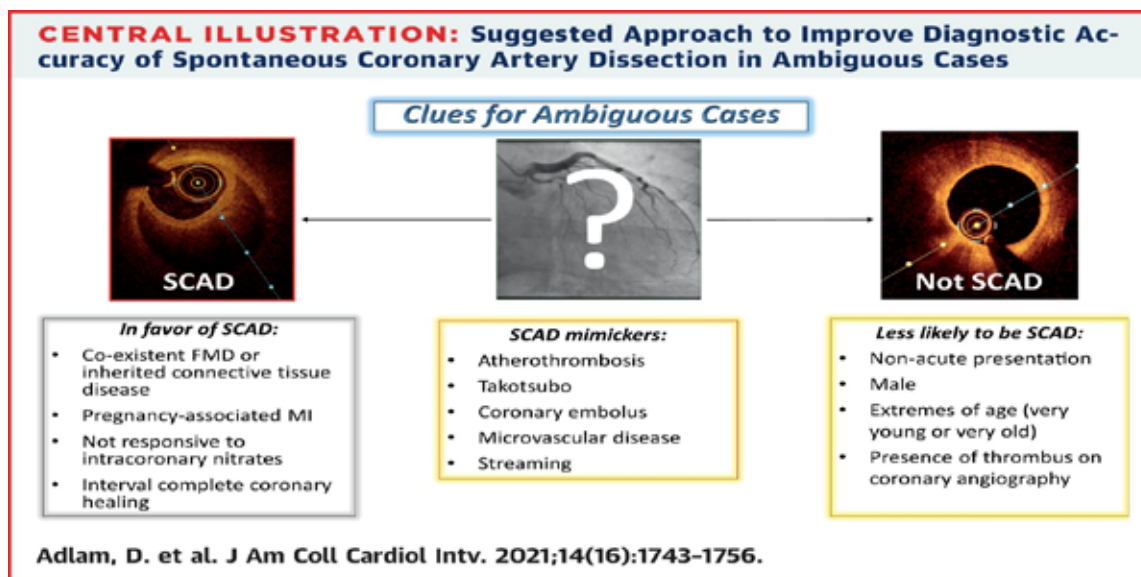 CENTRAL ILLUSTRATION: Suggested Approach to Improve Diagnostic Ac-
curacy of Spontaneous Coronary Artery Dissection in Ambiguous Cases
Clues for Ambiguous Cases
SCAD
?
Not SCAD
In favor of SCAD:
• Co-existent FMD or
inherited connective tissue
disease
• Pregnancy-associated MI
• Not responsive to
intracoronary nitrates
• Interval complete coronary
healing
SCAD mimickers:
• Atherothrombosis
• Takotsubo
• Coronary embolus
• Microvascular disease
• Streaming
Less likely to be SCAD:
• Non-acute presentation
• Male
• Extremes of age (very
young or very old)
• Presence of thrombus on
coronary angiography
Adlam, D. et al. J Am Coll Cardiol Intv. 2021;14(16):1743–1756.